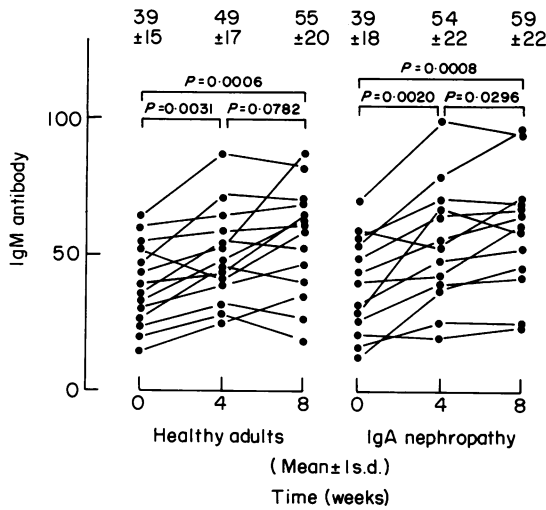 39 49 55 39 54 59
±15 ±17 ±20 ±18 ±22 ±22
P=0·0006 P=0·0008
P=0·0031 P=0·0782 P=0·0020 P=0·0296
100
50
0
IgM antibody
0 4 8 0 4 8
Healthy adults IgA nephropathy
(Mean±1s.d.)
Time (weeks)